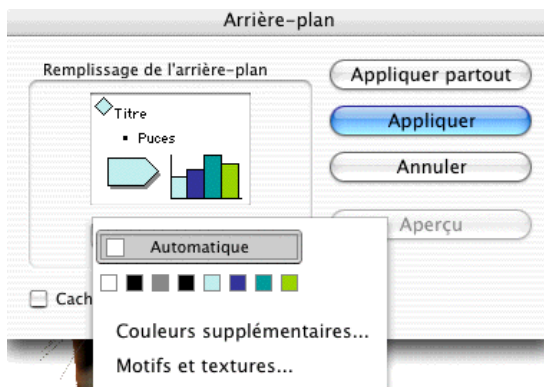 Arrière-plan
Remplissage de l'arrière-plan
Titre
Puces
Appliquer partout
Appliquer
Annuler
Aperçu
Automatique
Cach
Couleurs supplémentaires...
Motifs et textures...